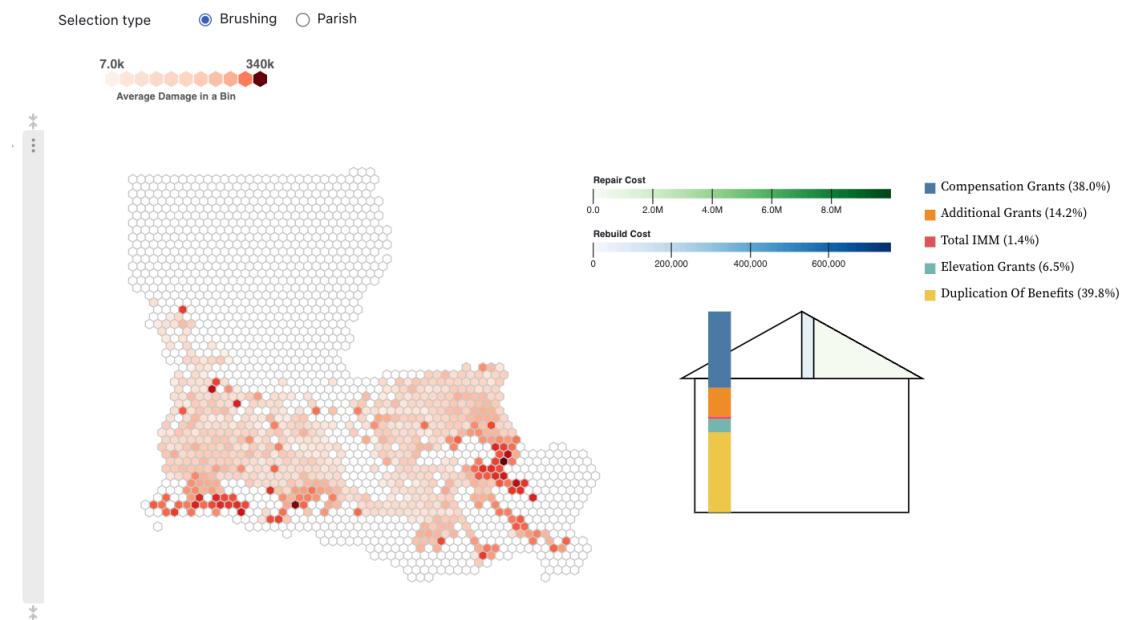 Selection type Brushing Parish
7.0k 340k
Average Damage in a Bin
Repair Cost
0.0 2.0M 4.0M 6.0M 8.0M
Rebuild Cost
0 200,000 400,000 600,000
Compensation Grants (38.0%)
Additional Grants (14.2%)
Total IMM (1.4%)
Elevation Grants (6.5%)
Duplication Of Benefits (39.8%)